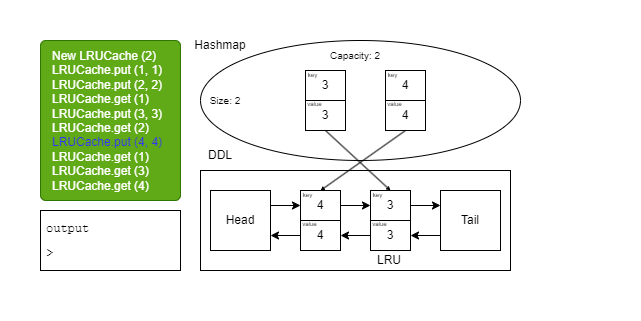 New LRUCache (2)
LRUCache.put (1, 1)
LRUCache.put (2, 2)
LRUCache.get (1)
LRUCache.put (3, 3)
LRUCache.get (2)
LRUCache.put (4, 4)
LRUCache.get (1)
LRUCache.get (3)
LRUCache.get (4)
output
>
Hashmap
Capacity: 2
Size: 2
key
3
value
3
key
4
value
4
DDL
Head
key
4
value
4
key
3
value
3
Tail
LRU